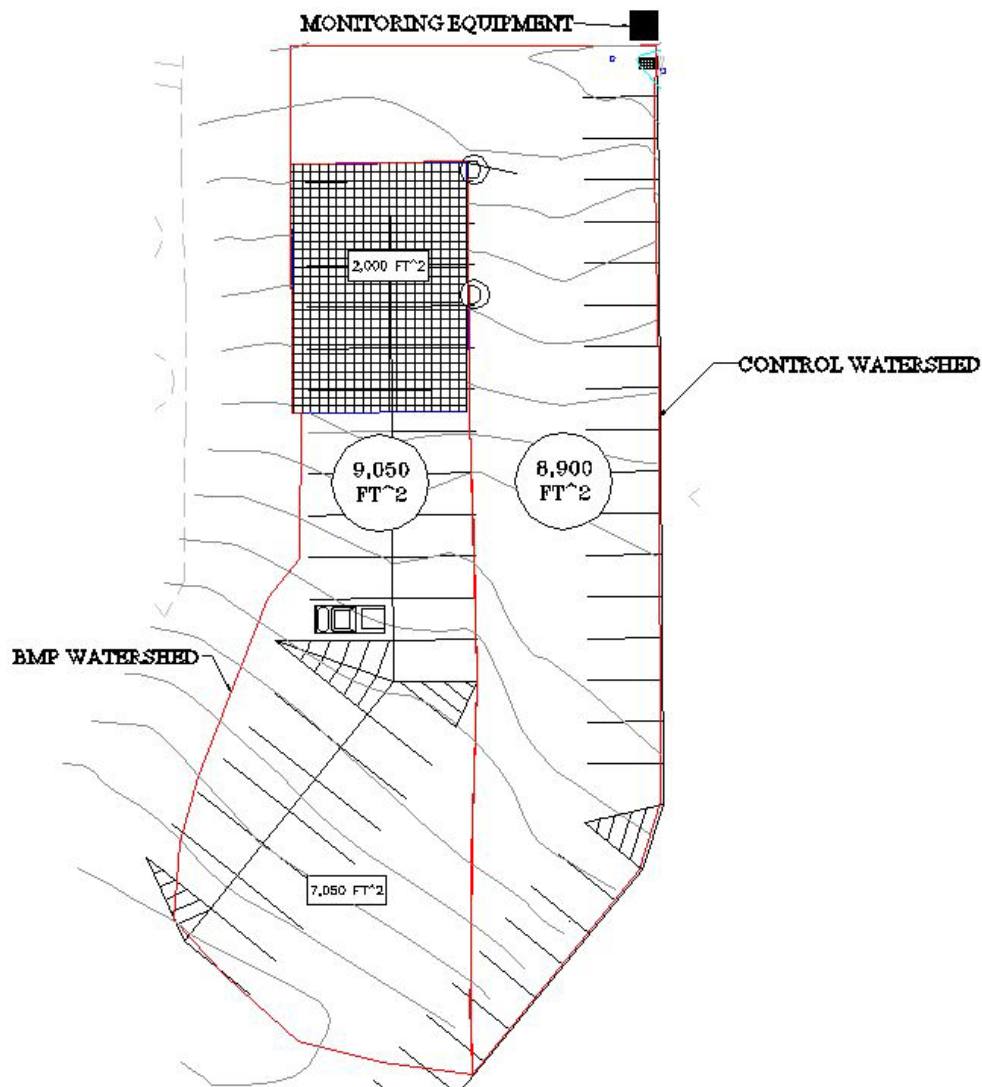 MONITORING EQUIPMENT
2,000 FT^2
CONTROL WATERSHED
9,050
FT^2
8,900
FT^2
BMP WATERSHED
7,050 FT^2